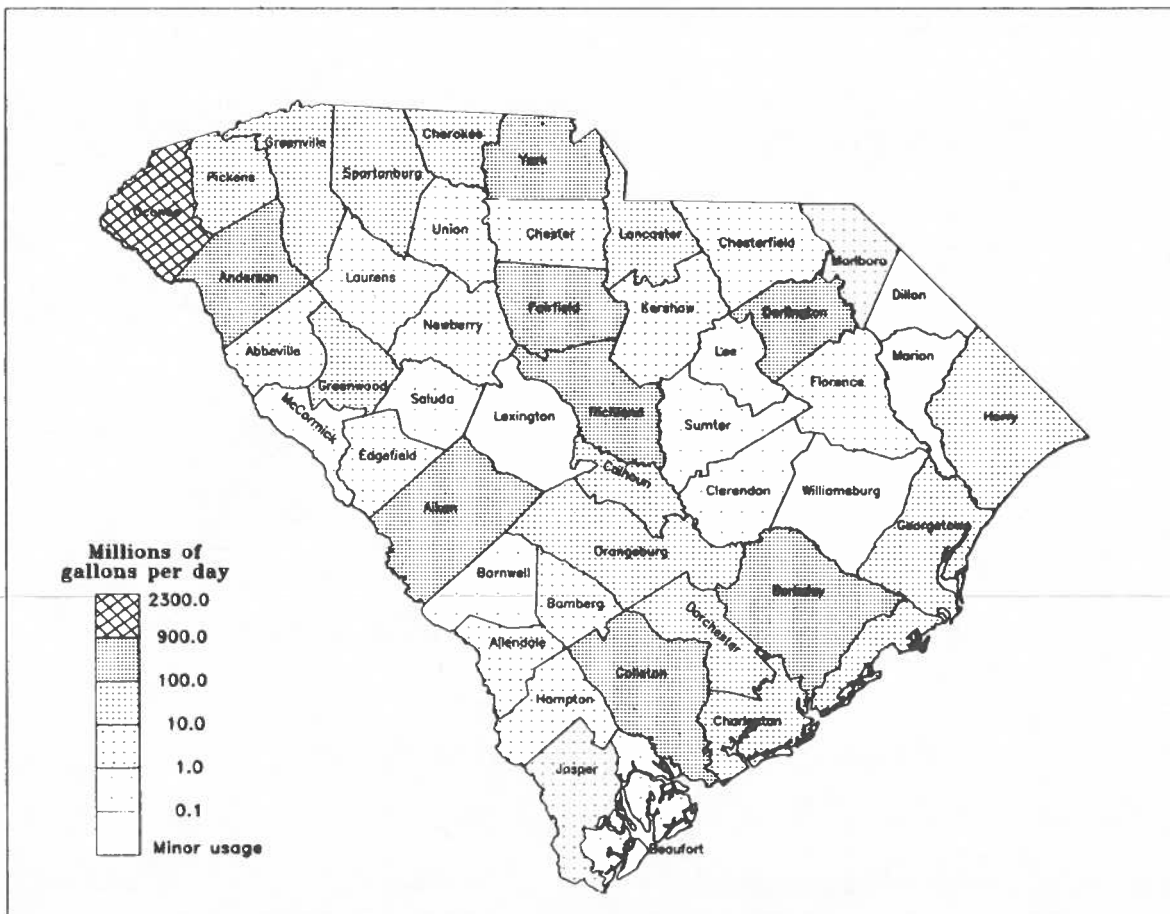 Cherokee
Greenville
York
Pickens
Spartanburg
Oconee
Union
Chester
Lancaster
Chesterfield
Marlboro
Anderson
Laurens
Dillon
Fairfield
Kershaw
Darlington
Newberry
Abbeville
Lee
Marion
Greenwood
Florence
Saluda
McCormick
Lexington
Richland
Sumter
Horry
Edgefield
Calhoun
Clarendon
Williamsburg
Aiken
Georgetown
Orangeburg
Barnwell
Berkeley
Bamberg
Dorchester
Allendale
Colleton
Hampton
Charleston
Jasper
Beaufort
Millions of
gallons per day
2300.0
900.0
100.0
10.0
1.0
0.1
Minor usage